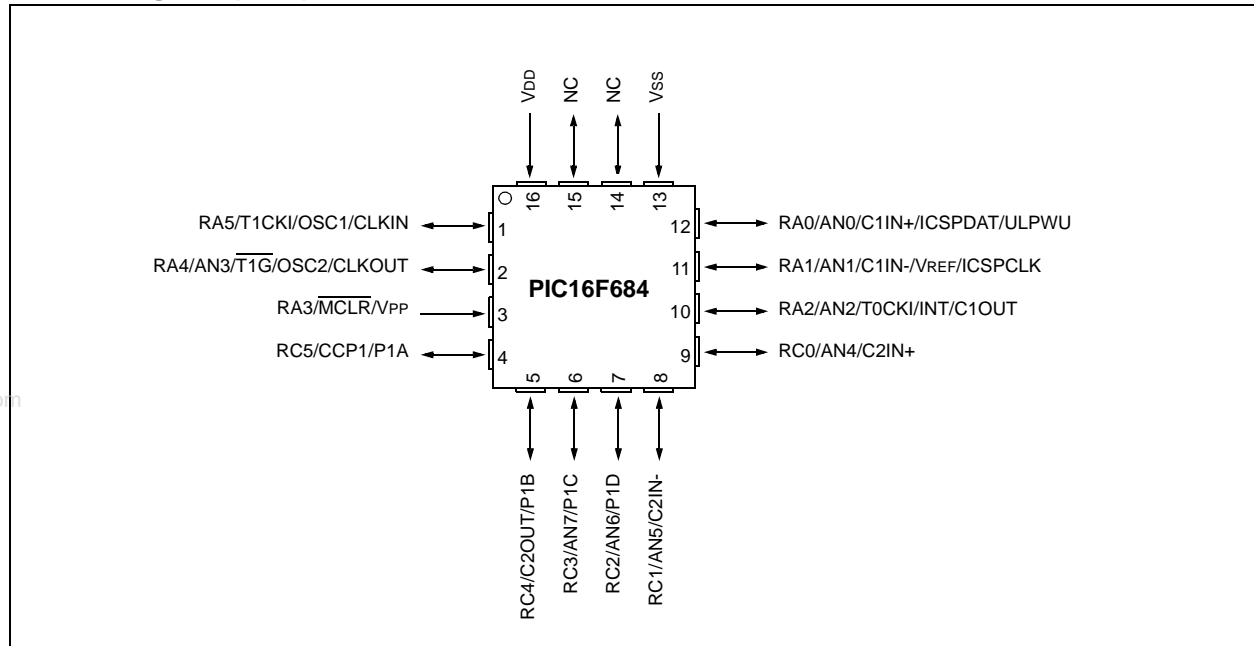 VDD
NC
NC
VSS
16
15
14
13
RA5/T1CKI/OSC1/CLKIN
1
RA4/AN3/T1G/OSC2/CLKOUT
2
RA3/MCLR/VPP
3
RC5/CCP1/P1A
4
PIC16F684
12
RA0/AN0/C1IN+/ICSPDAT/ULPWU
11
RA1/AN1/C1IN-/VREF/ICSPCLK
10
RA2/AN2/T0CKI/INT/C1OUT
9
RC0/AN4/C2IN+
5
6
7
8
RC4/C2OUT/P1B
RC3/AN7/P1C
RC2/AN6/P1D
RC1/AN5/C2IN-